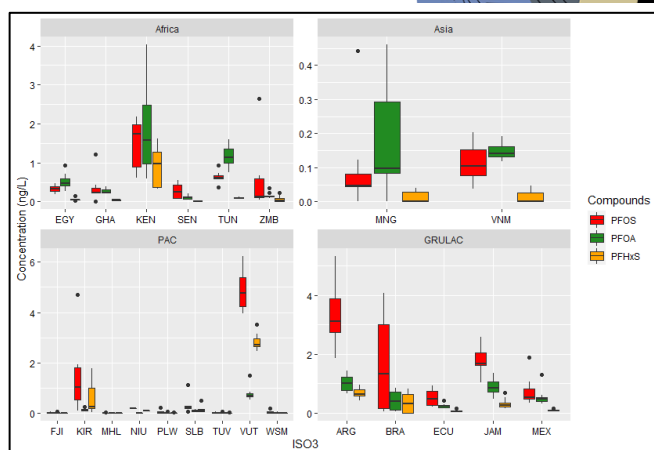 Africa
Asia
4
3
2
1
0
0.4
0.3
0.2
0.1
0.0
EGY GHA KEN SEN TUN ZMB
MNG VNM
Concentration (ng/L)
Compounds
PFOS
PFOA
PFHxS
PAC
GRULAC
6
4
2
0
4
2
0
FJI KIR MHL NIU PLW SLB TUV VUT WSM
ARG BRA ECU JAM MEX
ISO3